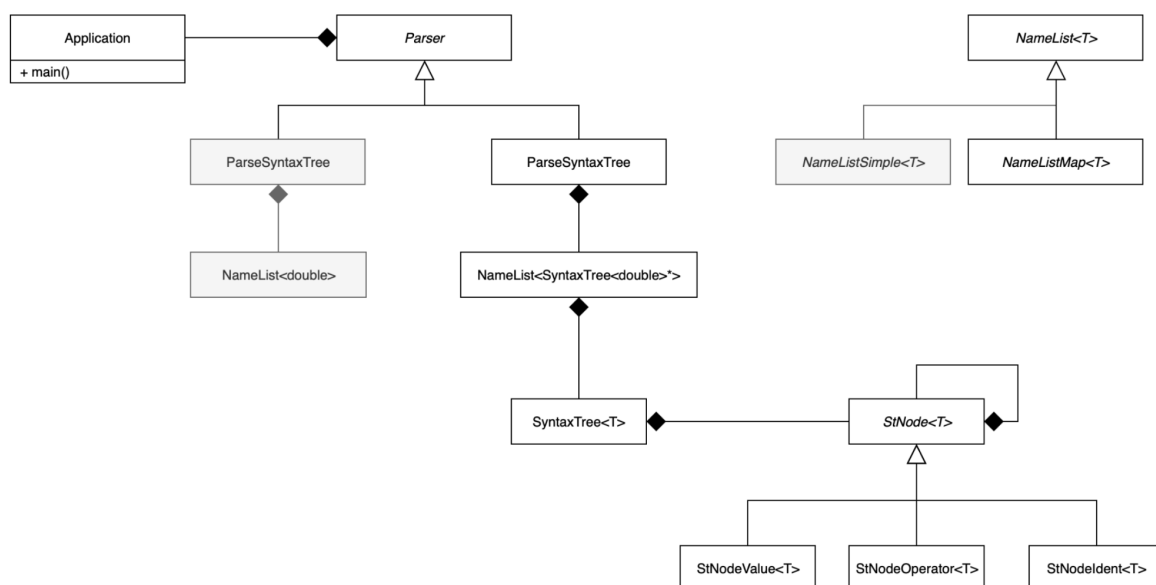 Application
Parser
NameList<T>
+ main()
ParseSyntaxTree
ParseSyntaxTree
NameListSimple<T>
NameListMap<T>
NameList<double>
NameList<SyntaxTree<double>*>
SyntaxTree<T>
StNode<T>
StNodeValue<T>
StNodeOperator<T>
StNodeIdent<T>